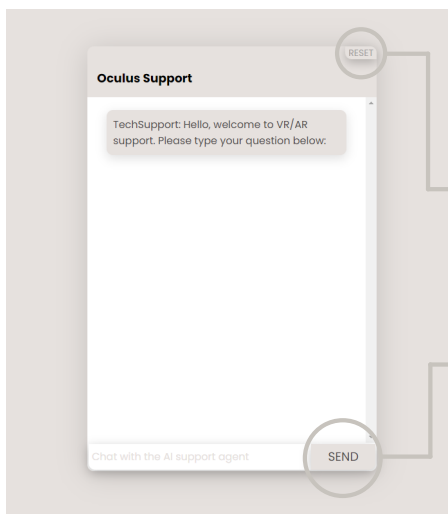 RESET
Oculus Support
TechSupport: Hello, welcome to VR/AR
support. Please type your question below:
Chat with the AI support agent
SEND